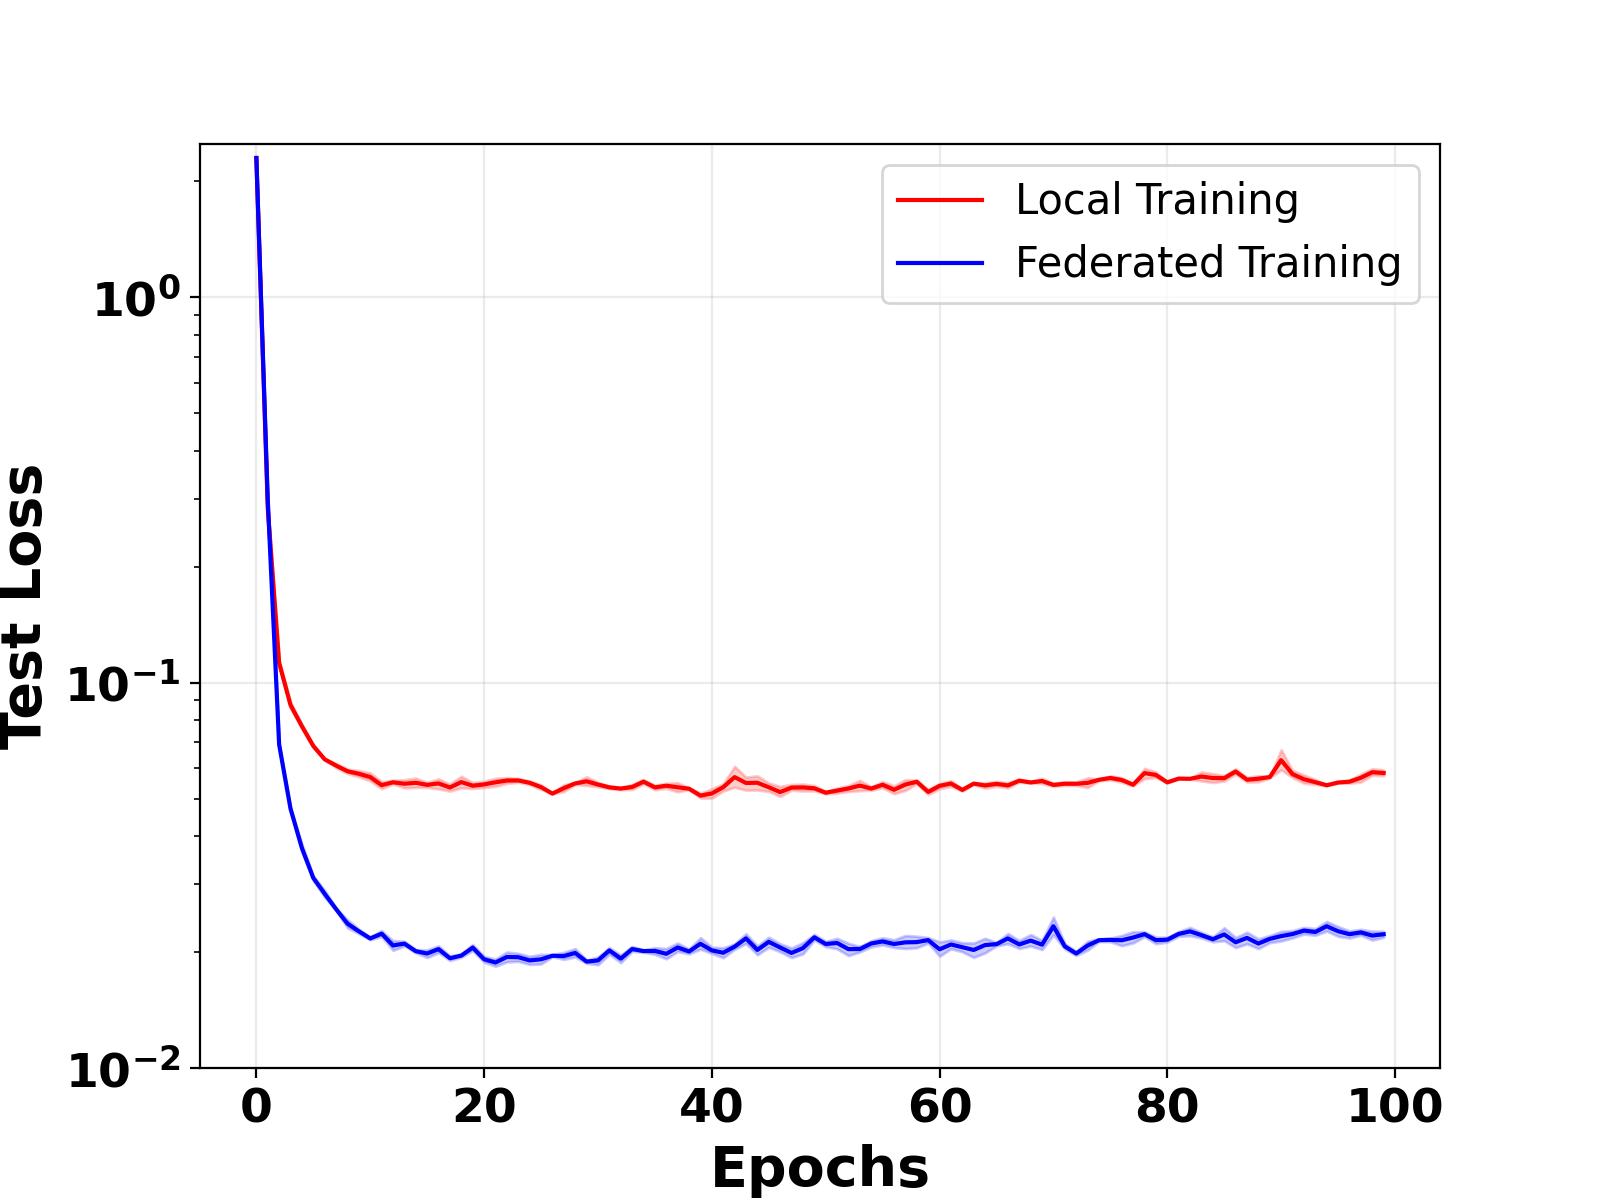 Local Training
Federated Training
10⁰
10⁻¹
10⁻²
Test Loss
0 20 40 60 80 100
Epochs